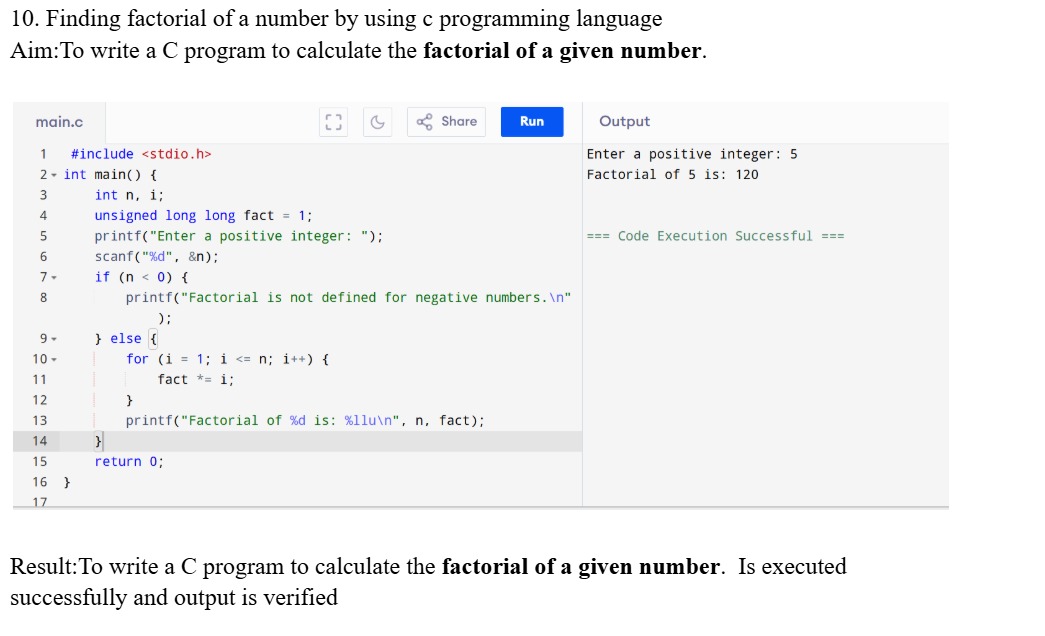 10. Finding factorial of a number by using c programming language
Aim:To write a C program to calculate the factorial of a given number.
main.c
Share
Run
Output
1 #include <stdio.h>
2 int main() {
3 int n, i;
4 unsigned long long fact = 1;
5 printf("Enter a positive integer: ");
6 scanf("%d", &n);
7 if (n < 0) {
8 printf("Factorial is not defined for negative numbers.\n"
);
9 } else {
10 for (i = 1; i <= n; i++) {
11 fact *= i;
12 }
13 printf("Factorial of %d is: %llu\n", n, fact);
14 }
15 return 0;
16 }
17
Enter a positive integer: 5
Factorial of 5 is: 120
=== Code Execution Successful ===
Result:To write a C program to calculate the factorial of a given number. Is executed
successfully and output is verified